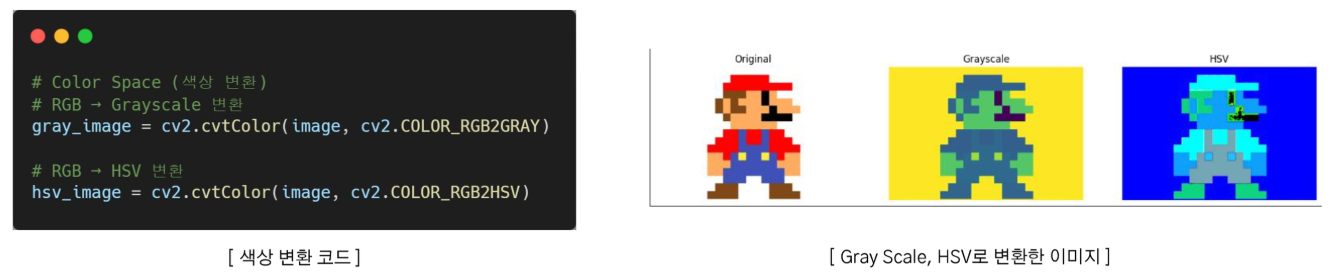 # Color Space (색상 변환)
# RGB → Grayscale 변환
gray_image = cv2.cvtColor(image, cv2.COLOR_RGB2GRAY)
# RGB → HSV 변환
hsv_image = cv2.cvtColor(image, cv2.COLOR_RGB2HSV)
[ 색상 변환 코드 ]
Original
Grayscale
HSV
[ Gray Scale, HSV로 변환한 이미지 ]